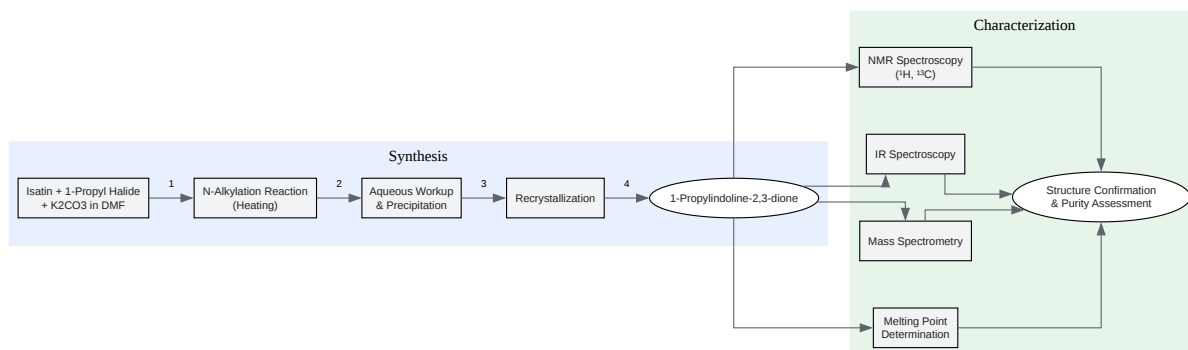 Characterization
NMR Spectroscopy
(¹H, ¹³C)
Synthesis
Isatin + 1-Propyl Halide
+ K2CO3 in DMF
1
N-Alkylation Reaction
(Heating)
2
Aqueous Workup
& Precipitation
3
Recrystallization
4
1-Propylindoline-2,3-dione
IR Spectroscopy
Mass Spectrometry
Melting Point
Determination
Structure Confirmation
& Purity Assessment